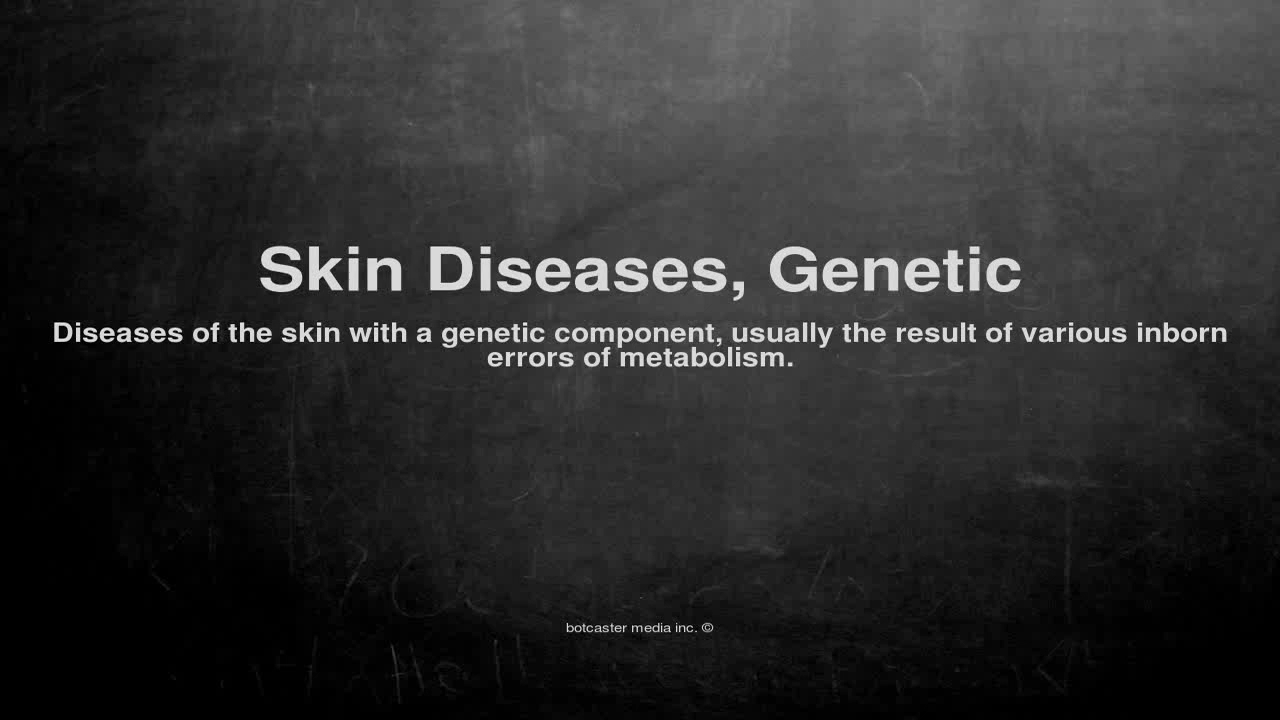 Skin Diseases, Genetic
Diseases of the skin with a genetic component, usually the result of various inborn
errors of metabolism.
botcaster media inc. ©